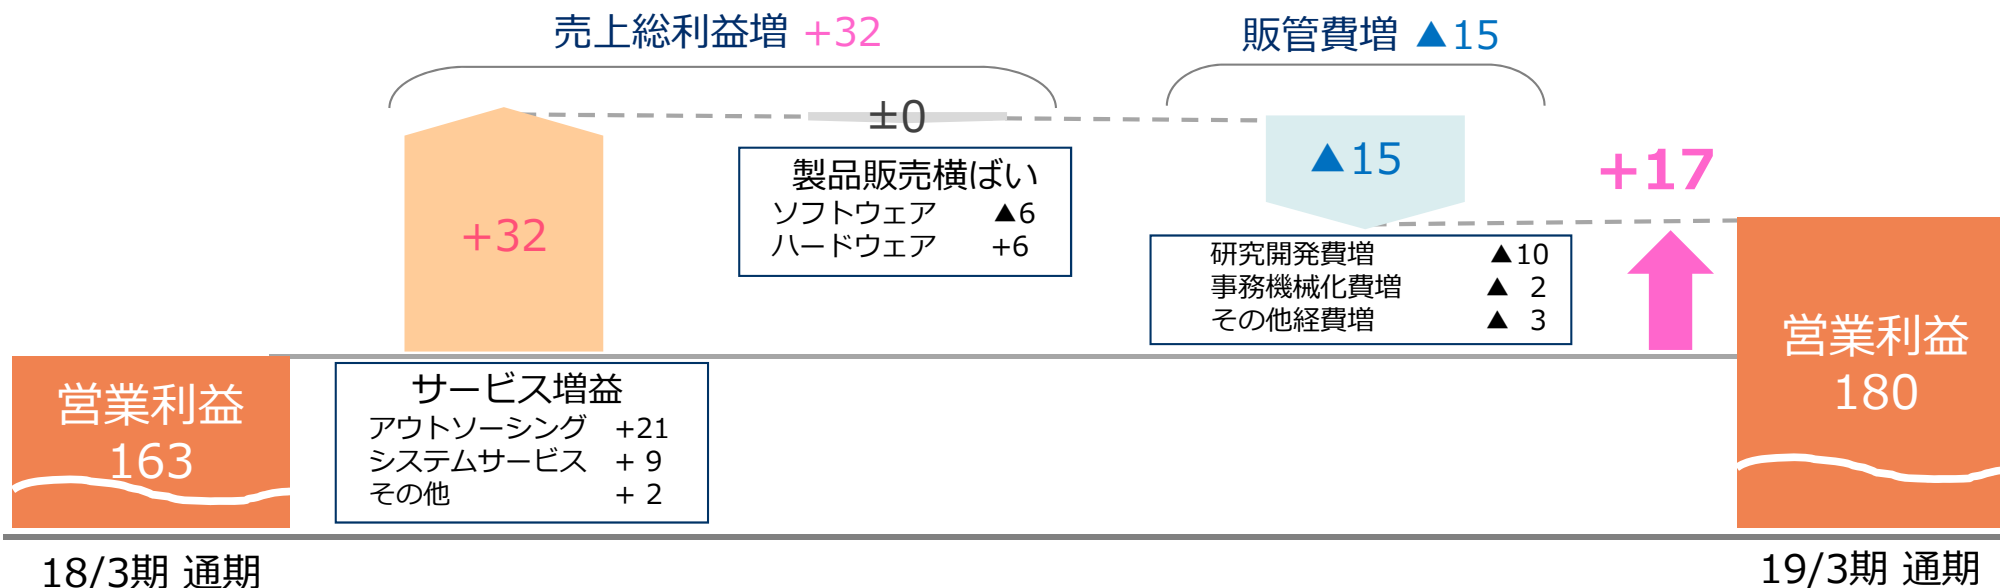 売上総利益増 +32
販管費増 ▲15
±0
+32
▲15
+17
製品販売横ばい
ソフトウェア ▲6
ハードウェア +6
研究開発費増 ▲10
事務機械化費増 ▲ 2
その他経費増 ▲ 3
営業利益
163
サービス増益
アウトソーシング +21
システムサービス + 9
その他 + 2
営業利益
180
18/3期 通期
19/3期 通期